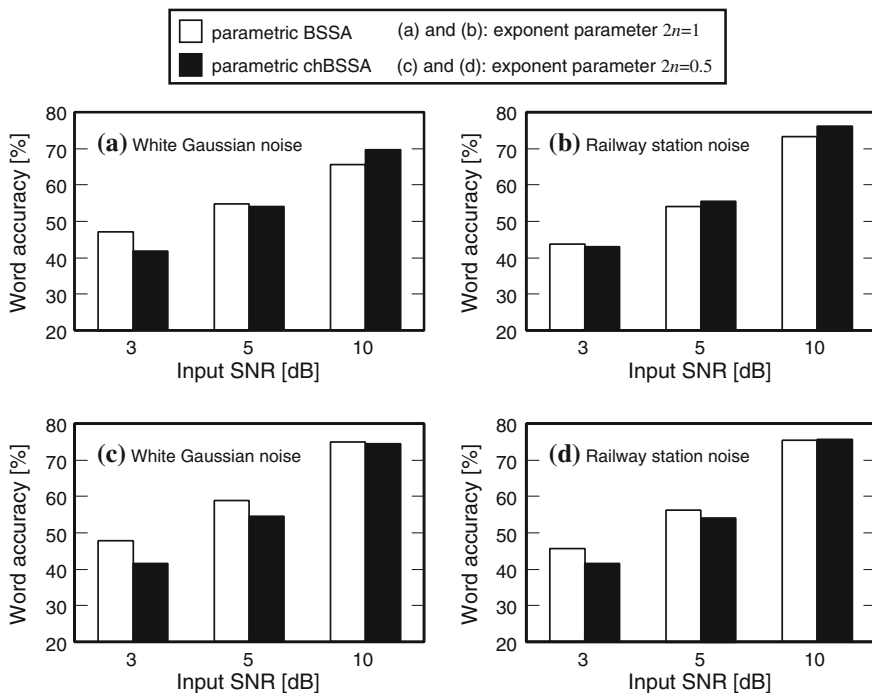 parametric BSSA (a) and (b): exponent parameter 2n=1
parametric chBSSA (c) and (d): exponent parameter 2n=0.5
80
70
60
50
40
30
20
Word accuracy [%]
(a) White Gaussian noise
3 5 10
Input SNR [dB]
80
70
60
50
40
30
20
Word accuracy [%]
(b) Railway station noise
3 5 10
Input SNR [dB]
80
70
60
50
40
30
20
Word accuracy [%]
(c) White Gaussian noise
3 5 10
Input SNR [dB]
80
70
60
50
40
30
20
Word accuracy [%]
(d) Railway station noise
3 5 10
Input SNR [dB]